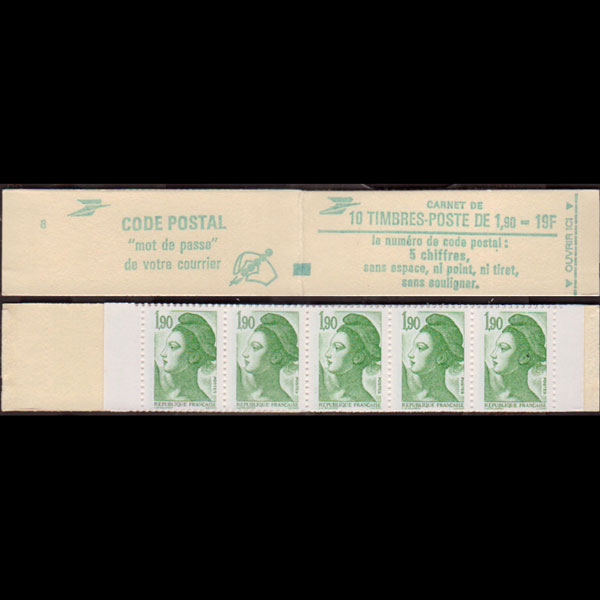 8
CODE POSTAL
"mot de passe"
de votre courrier
CARNET DE
10 TIMBRES-POSTE DE 1,90 = 19F
le numéro de code postal :
5 chiffres,
sans espace, ni point, ni tiret,
sans souligner.
OUVRIR ICI
1,90
REPUBLIQUE FRANÇAISE
1,90
REPUBLIQUE FRANÇAISE
1,90
REPUBLIQUE FRANÇAISE
1,90
REPUBLIQUE FRANÇAISE
1,90
REPUBLIQUE FRANÇAISE